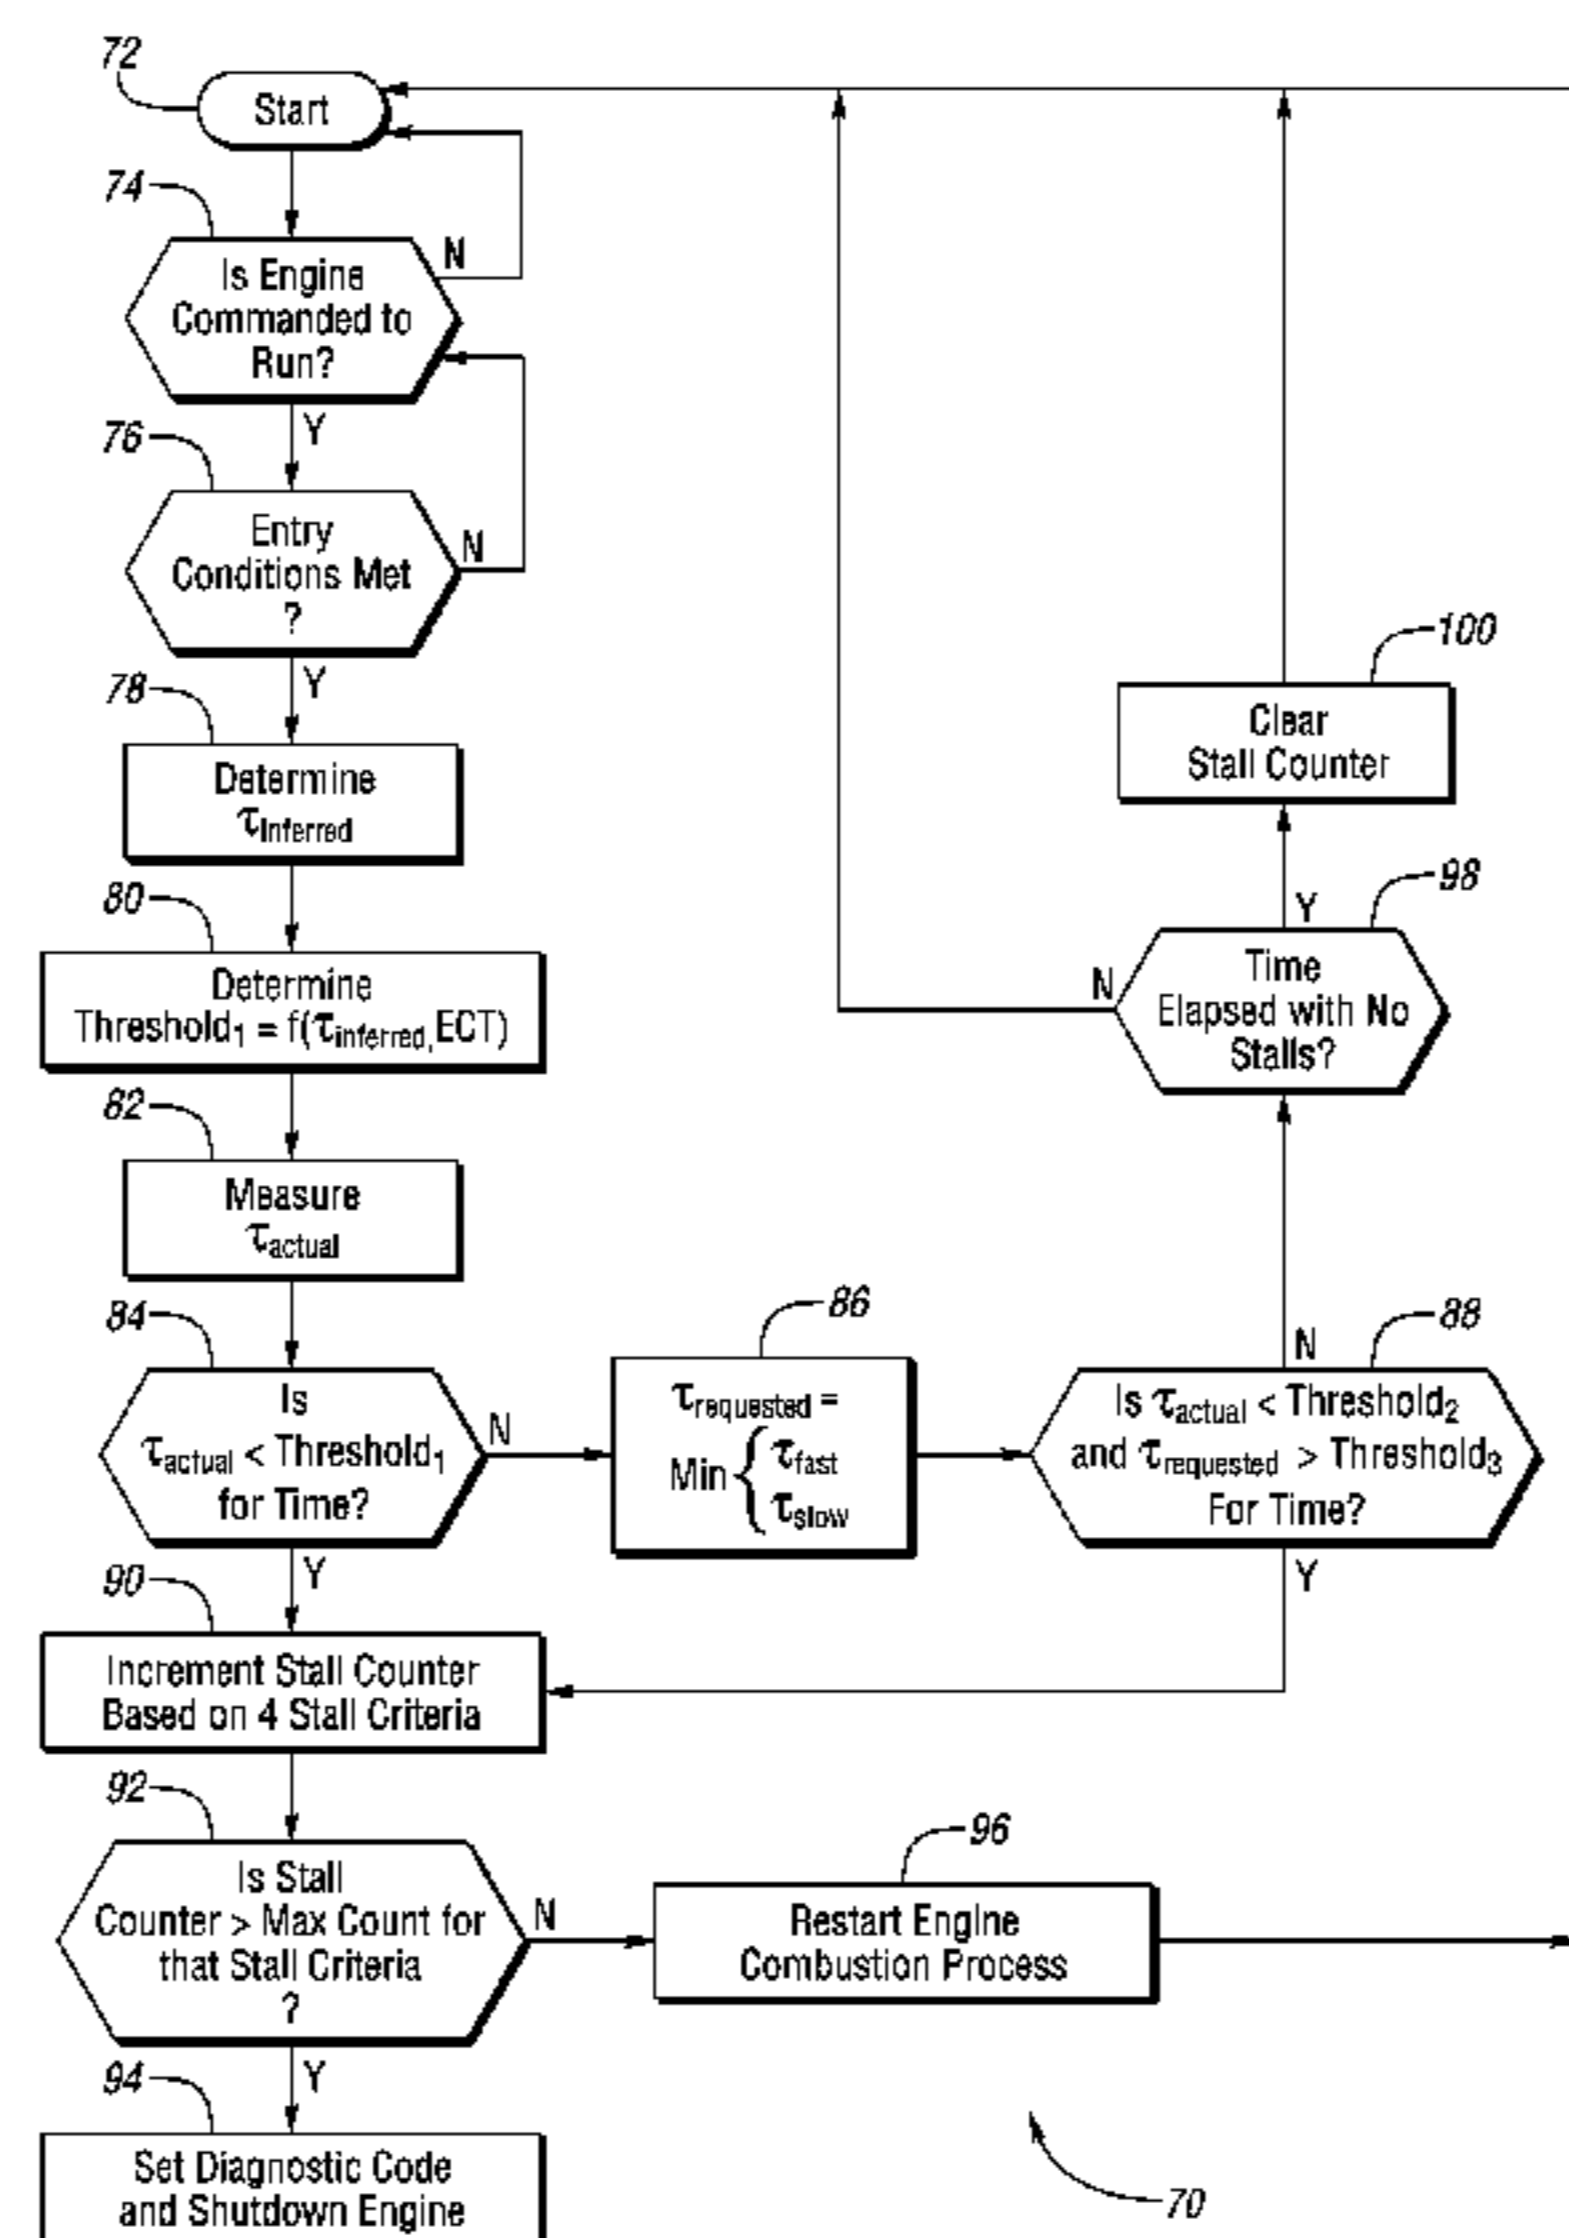 72
Start
74
N
Is Engine
Commanded to
Run?
Y
76
Entry
Conditions Met
?
N
Y
78
Determine
τinferred
80
Determine
Threshold1 = f(τinferred,ECT)
82
Measure
τactual
84
Is
τactual < Threshold1
for Time?
N
Y
86
τrequested =
Min { τfast
τslow
88
N
Is τactual < Threshold2
and τrequested > Threshold3
For Time?
Y
98
Y
N
Time
Elapsed with No
Stalls?
100
Clear
Stall Counter
90
Increment Stall Counter
Based on 4 Stall Criteria
92
Is Stall
Counter > Max Count for
that Stall Criteria
?
N
Y
96
Restart Engine
Combustion Process
94
Set Diagnostic Code
and Shutdown Engine
70